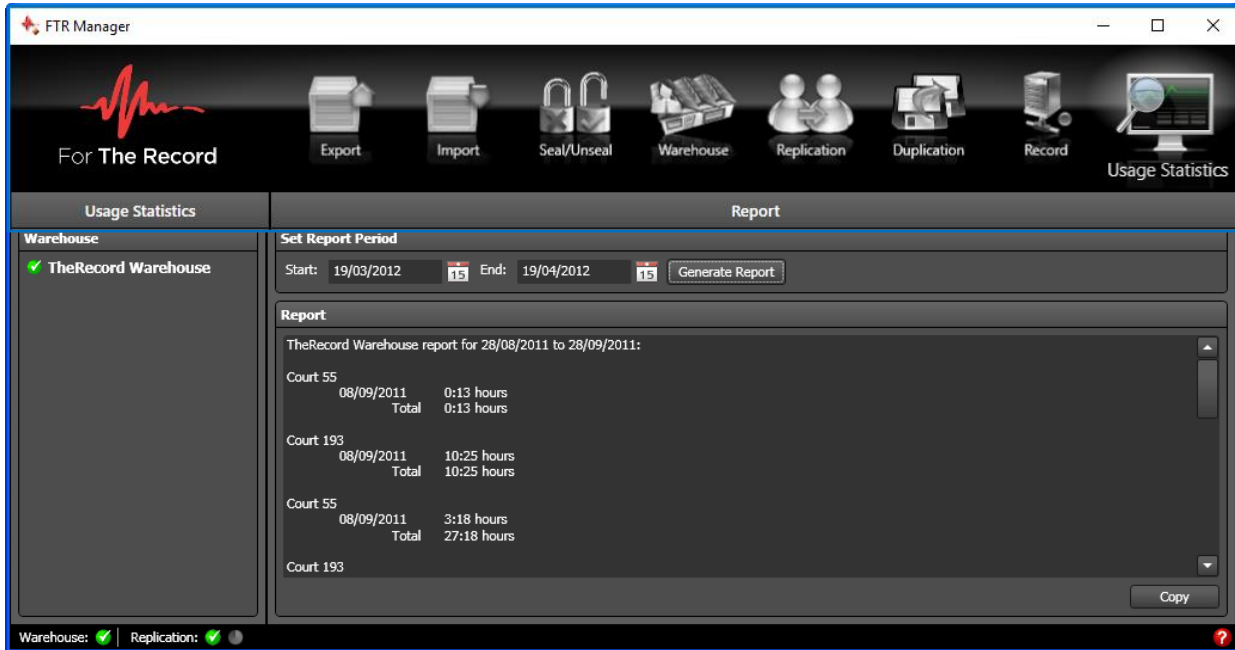 FTR Manager
For The Record
Export
Import
Seal/Unseal
Warehouse
Replication
Duplication
Record
Usage Statistics
Usage Statistics
Report
Warehouse
TheRecord Warehouse
Set Report Period
Start: 19/03/2012 15 End: 19/04/2012 15 Generate Report
Report
TheRecord Warehouse report for 28/08/2011 to 28/09/2011:
Court 55
08/09/2011 0:13 hours
Total 0:13 hours
Court 193
08/09/2011 10:25 hours
Total 10:25 hours
Court 55
08/09/2011 3:18 hours
Total 27:18 hours
Court 193
Copy
Warehouse: Replication: ?